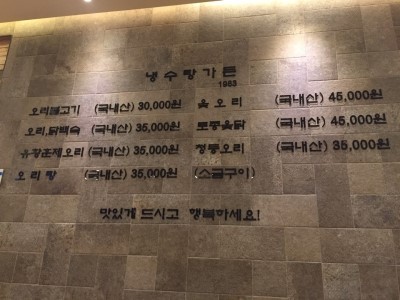 냉수랑가든
1983
오리불고기 (국내산) 30,000원 옻오리 (국내산) 45,000원
오리,닭백숙 (국내산) 35,000원 토종옻닭 (국내산) 45,000원
유황훈제오리 (국내산) 35,000원 청둥오리 (국내산) 35,000원
오리탕 (국내산) 35,000원 (소금구이)
맛있게 드시고 행복하세요!